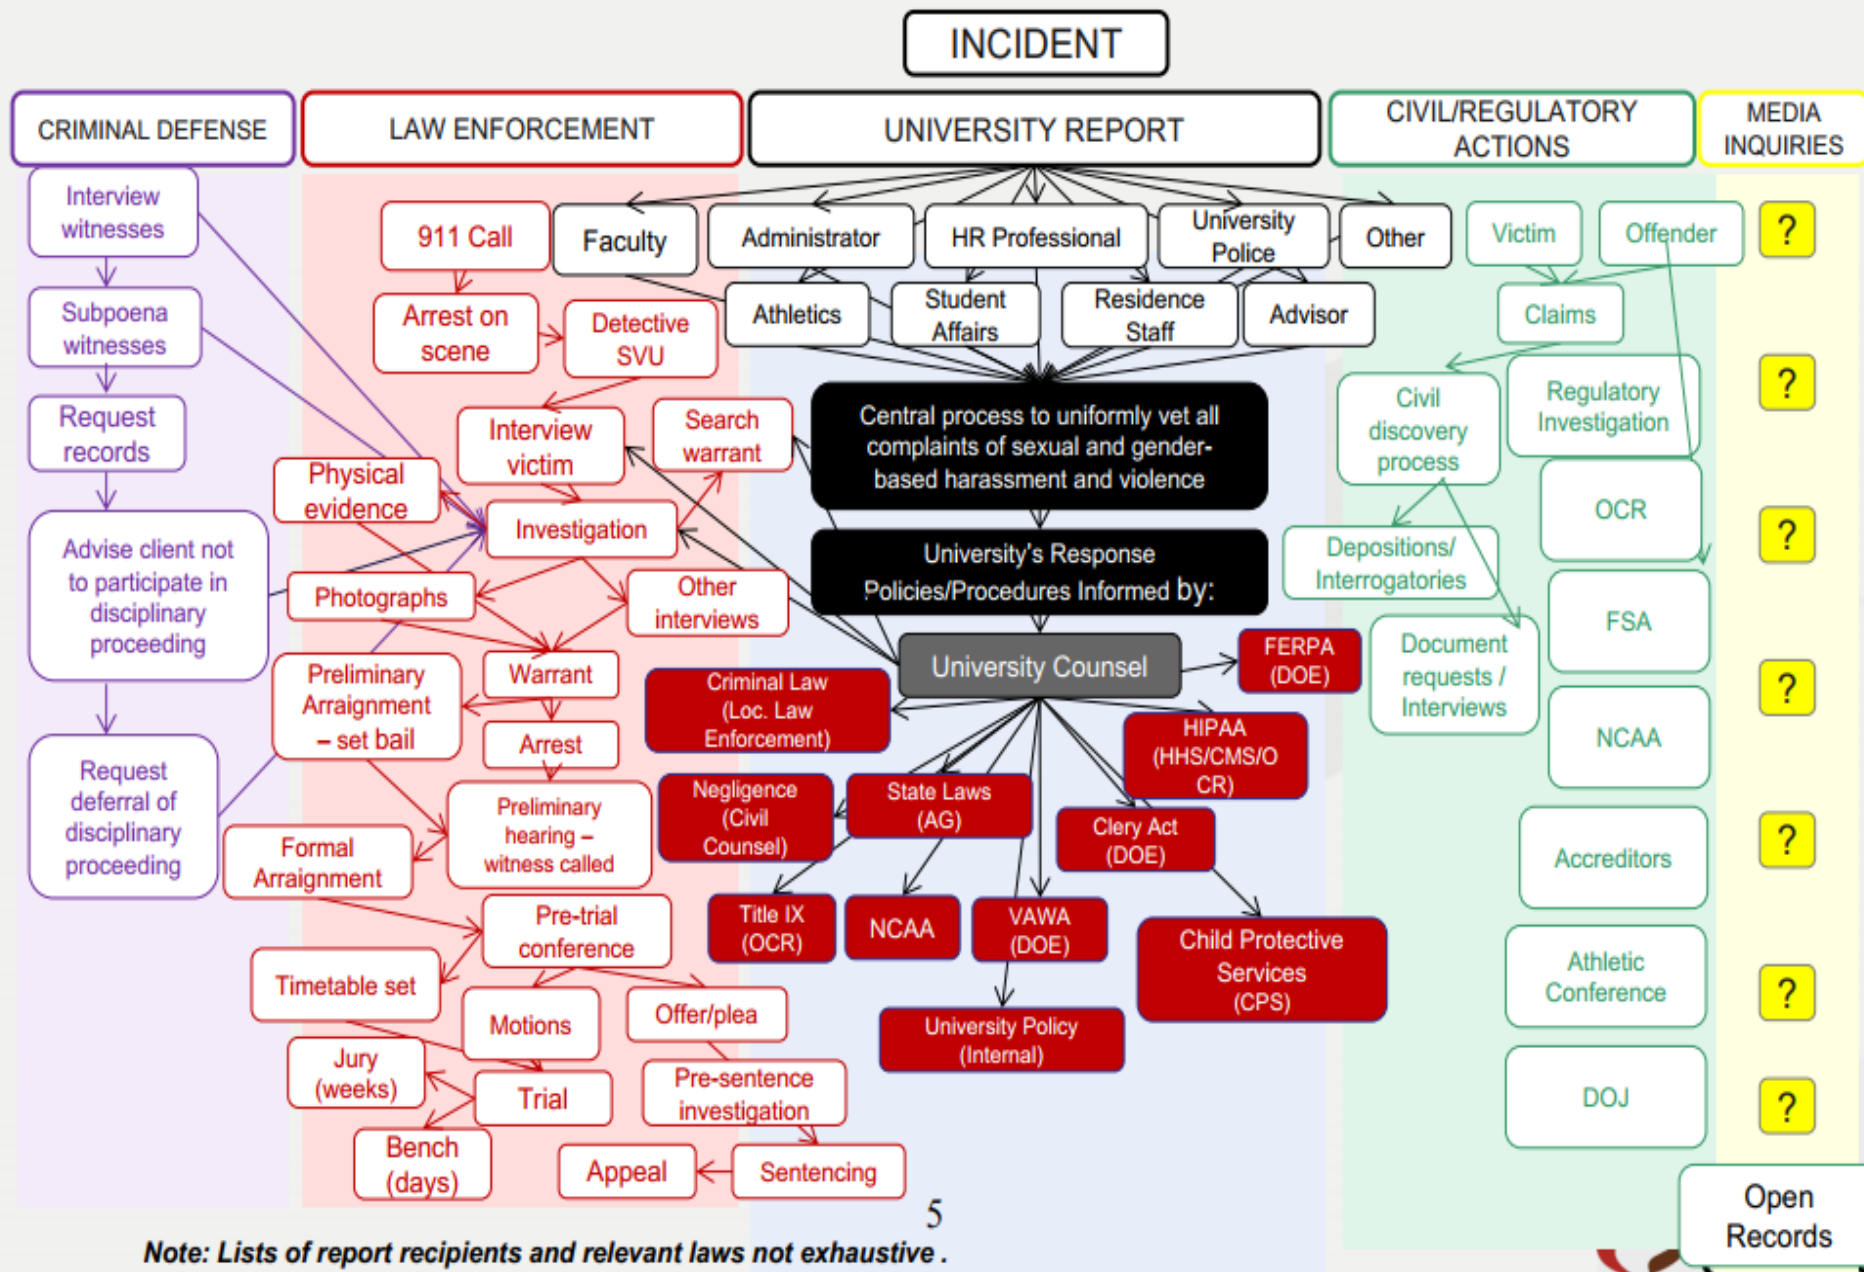 INCIDENT
CRIMINAL DEFENSE
Interview
witnesses
Subpoena
witnesses
Request
records
Advise client not
to participate in
disciplinary
proceeding
Request
deferral of
disciplinary
proceeding
LAW ENFORCEMENT
911 Call
Arrest on
scene
Detective
SVU
Interview
victim
Search
warrant
Physical
evidence
Investigation
Photographs
Other
interviews
Warrant
Preliminary
Arraignment
– set bail
Arrest
Preliminary
hearing –
witness called
Formal
Arraignment
Pre-trial
conference
Timetable set
Motions
Offer/plea
Jury
(weeks)
Trial
Pre-sentence
investigation
Bench
(days)
Appeal
Sentencing
UNIVERSITY REPORT
Faculty
Administrator
HR Professional
University
Police
Other
Athletics
Student
Affairs
Residence
Staff
Advisor
Central process to uniformly vet all
complaints of sexual and gender-
based harassment and violence
University's Response
Policies/Procedures Informed by:
University Counsel
FERPA
(DOE)
Criminal Law
(Loc. Law
Enforcement)
HIPAA
(HHS/CMS/O
CR)
Negligence
(Civil
Counsel)
State Laws
(AG)
Clery Act
(DOE)
Title IX
(OCR)
NCAA
VAWA
(DOE)
Child Protective
Services
(CPS)
University Policy
(Internal)
CIVIL/REGULATORY
ACTIONS
Victim
Offender
Claims
Civil
discovery
process
Regulatory
Investigation
OCR
Depositions/
Interrogatories
FSA
Document
requests /
Interviews
NCAA
Accreditors
Athletic
Conference
DOJ
MEDIA
INQUIRIES
?
?
?
?
?
?
?
Open
Records
5
Note: Lists of report recipients and relevant laws not exhaustive .